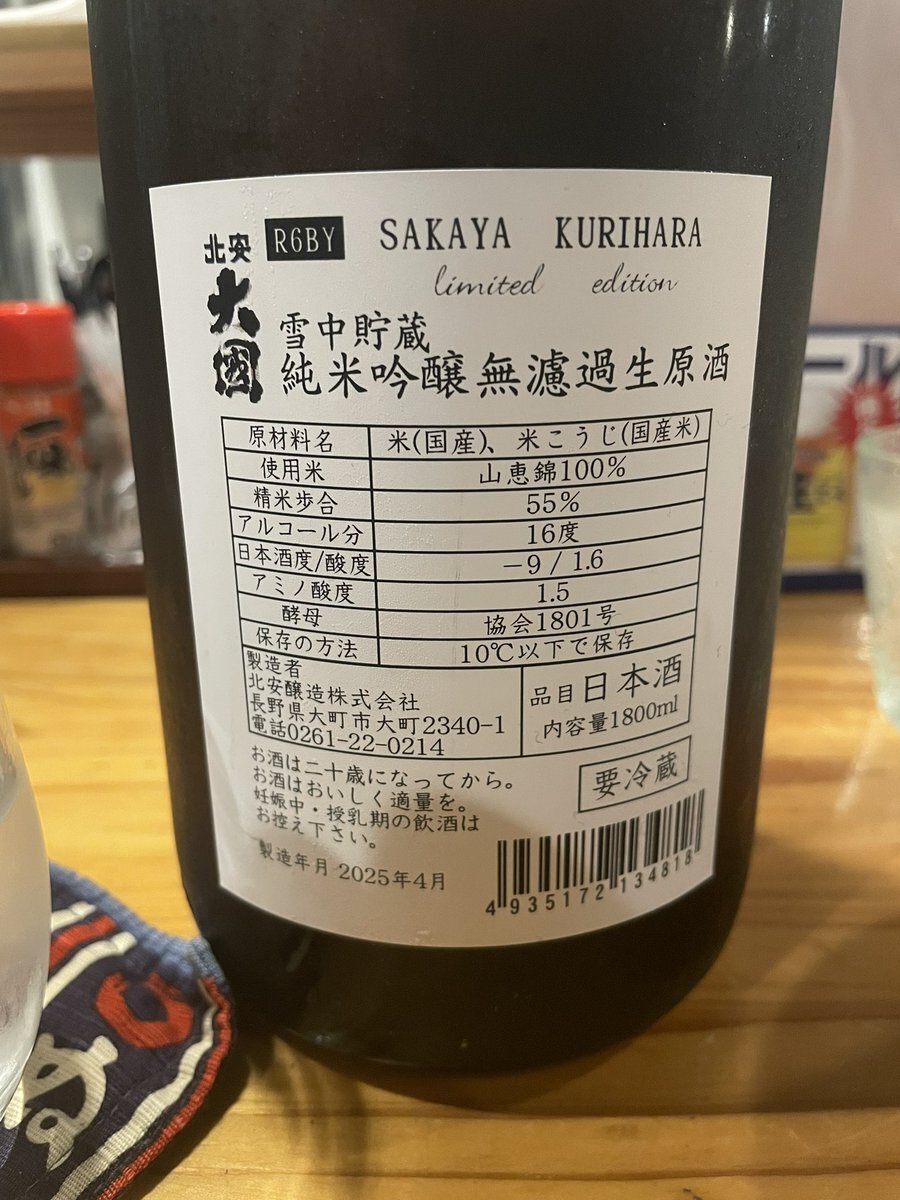 北安
大國
R6BY SAKAYA KURIHARA
limited edition
雪中貯蔵
純米吟醸無濾過生原酒
原材料名 米(国産)、米こうじ(国産米)
使用米 山恵錦100%
精米歩合 55%
アルコール分 16度
日本酒度/酸度 −9 / 1.6
アミノ酸度 1.5
酵母 協会1801号
保存の方法 10℃以下で保存
製造者
北安醸造株式会社
長野県大町市大町2340-1
電話0261-22-0214
品目日本酒
内容量1800ml
要冷蔵
お酒は二十歳になってから。
お酒はおいしく適量を。
妊娠中・授乳期の飲酒は
お控え下さい。
製造年月 2025年4月
4 935172 134818
一味
ール